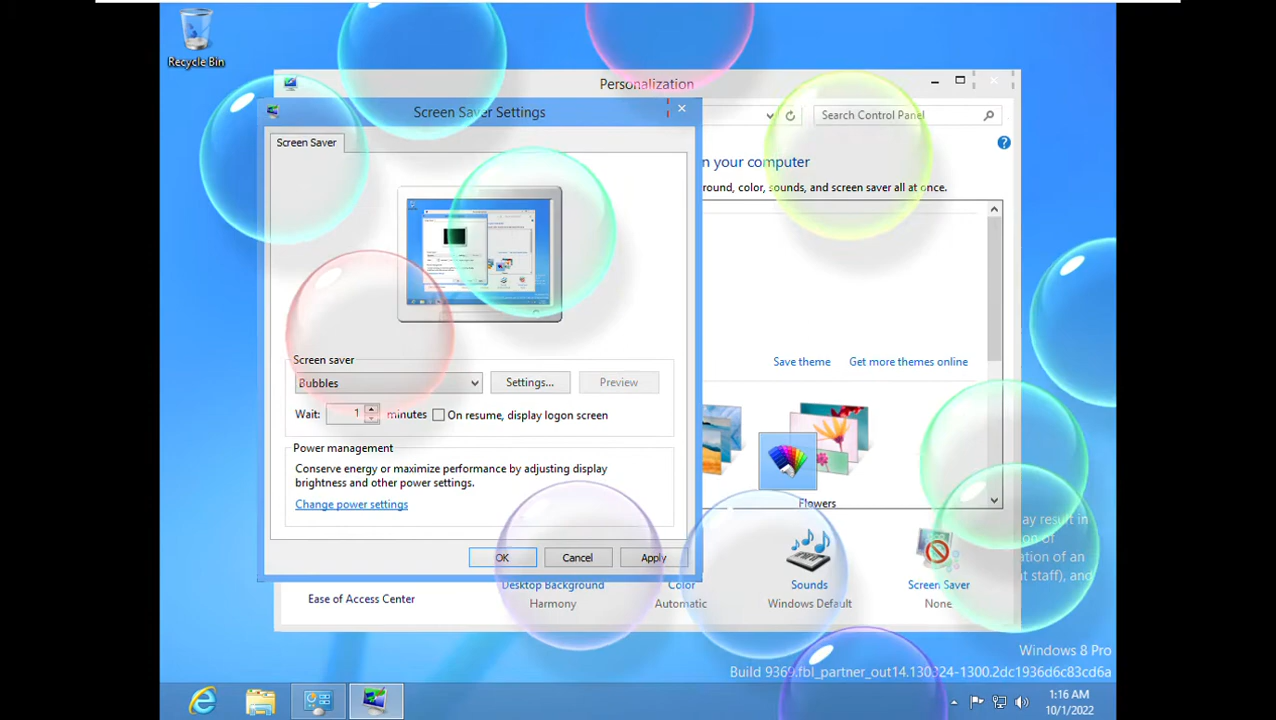 Recycle Bin
Personalization
Screen Saver Settings
Search Control Panel
Screen Saver
n your computer
round, color, sounds, and screen saver all at once.
Save theme
Get more themes online
Screen saver
Bubbles
Settings...
Preview
Wait:
1
minutes
On resume, display logon screen
Power management
Conserve energy or maximize performance by adjusting display
brightness and other power settings.
Change power settings
Flowers
OK
Cancel
Apply
Desktop Background
Harmony
Color
Automatic
Sounds
Windows Default
Screen Saver
None
Ease of Access Center
ay result in
on of
ation of an
t staff), and
Windows 8 Pro
Build 9369.fbl_partner_out14.130324-1300.2dc1936d6c83cd6a
1:16 AM
10/1/2022